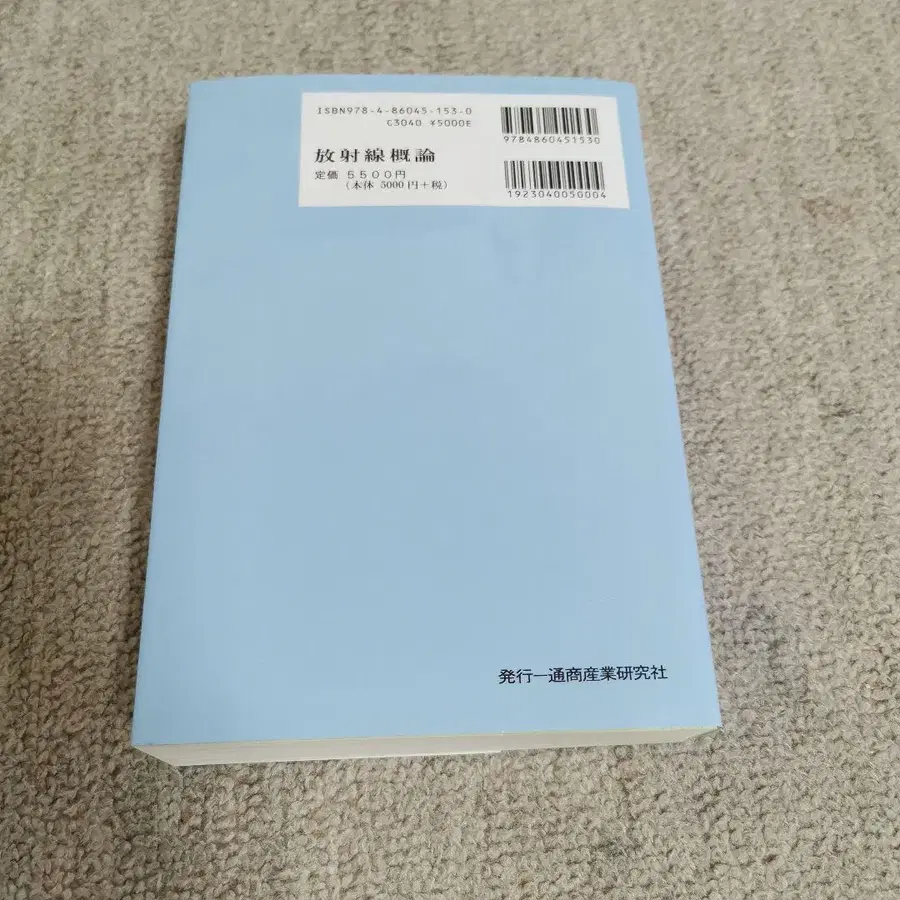 ISBN978-4-86045-153-0
C3040 ¥5000E
放射線概論
定価 5500円
(本体 5000円+税)
9784860451530
1923040050004
発行―通商産業研究社